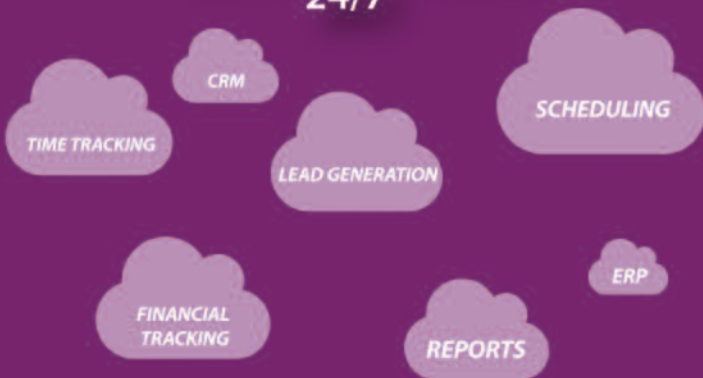 24/7
CRM
SCHEDULING
TIME TRACKING
LEAD GENERATION
ERP
FINANCIAL
TRACKING
REPORTS